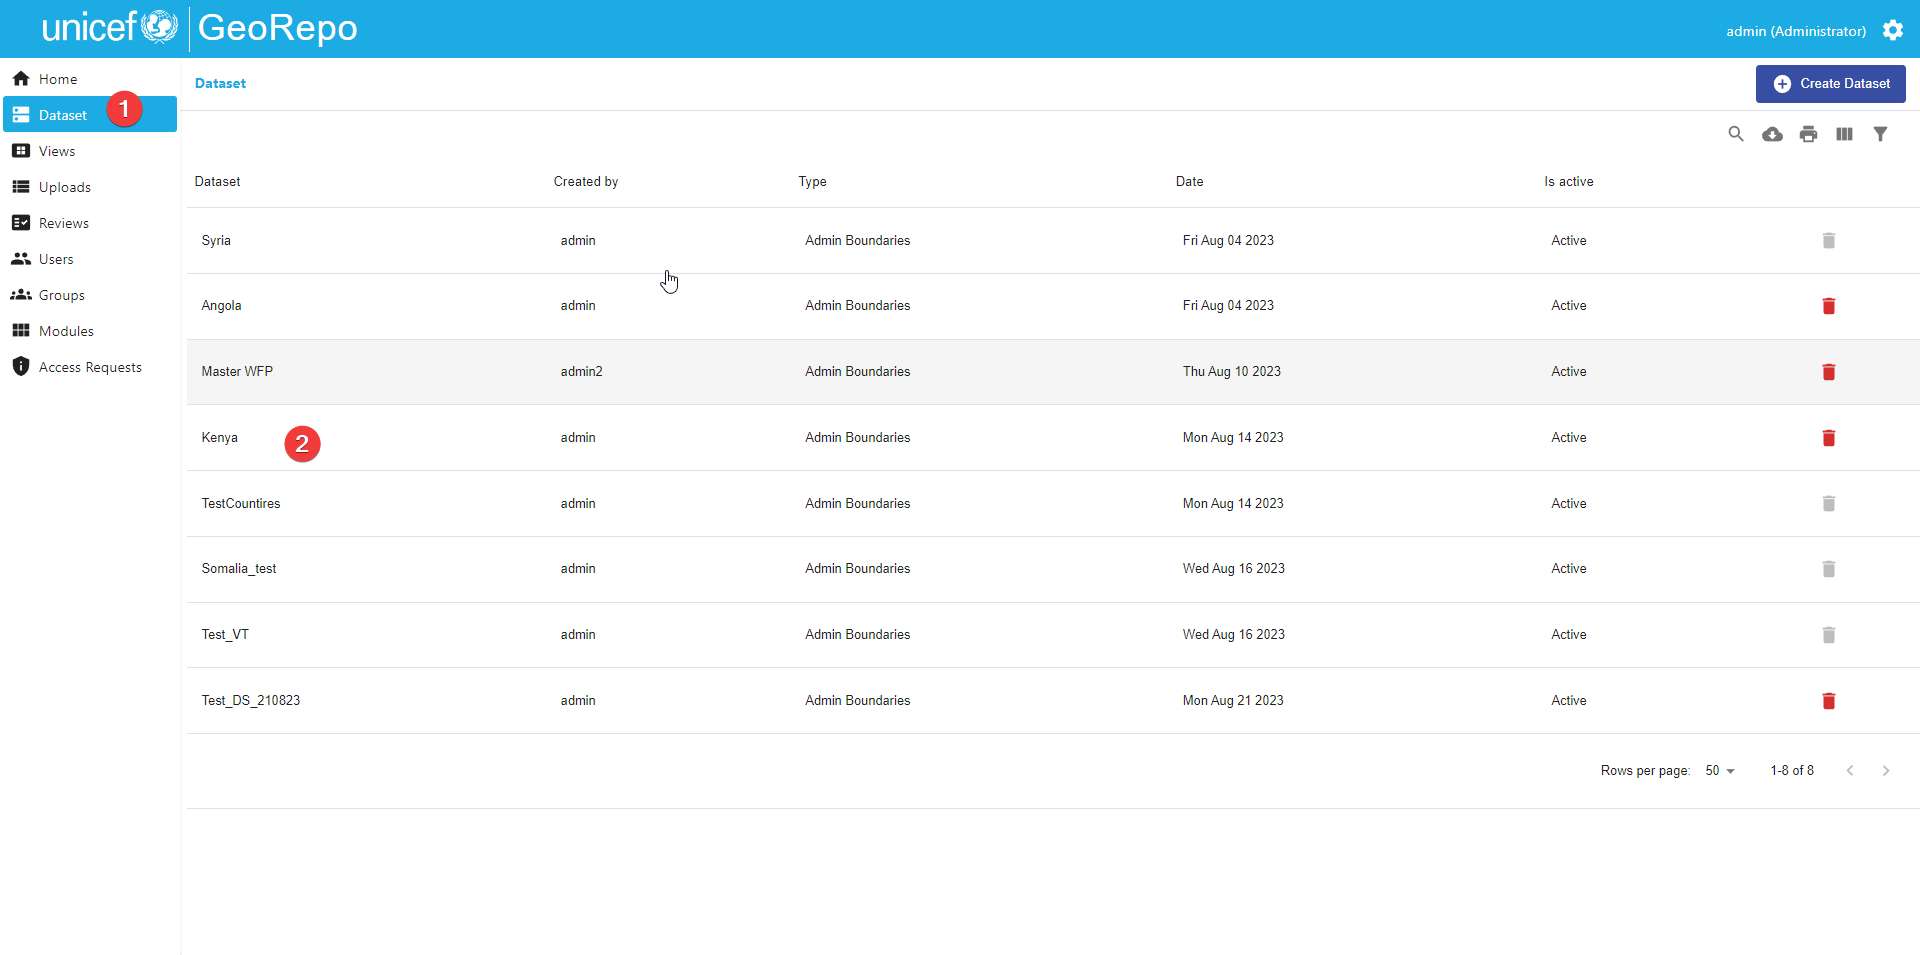 unicef GeoRepo
admin (Administrator)
Home
Dataset 1
Views
Uploads
Reviews
Users
Groups
Modules
Access Requests
Dataset
Create Dataset
Dataset Created by Type Date Is active
Syria admin Admin Boundaries Fri Aug 04 2023 Active
Angola admin Admin Boundaries Fri Aug 04 2023 Active
Master WFP admin2 Admin Boundaries Thu Aug 10 2023 Active
Kenya 2 admin Admin Boundaries Mon Aug 14 2023 Active
TestCountires admin Admin Boundaries Mon Aug 14 2023 Active
Somalia_test admin Admin Boundaries Wed Aug 16 2023 Active
Test_VT admin Admin Boundaries Wed Aug 16 2023 Active
Test_DS_210823 admin Admin Boundaries Mon Aug 21 2023 Active
Rows per page: 50 1-8 of 8